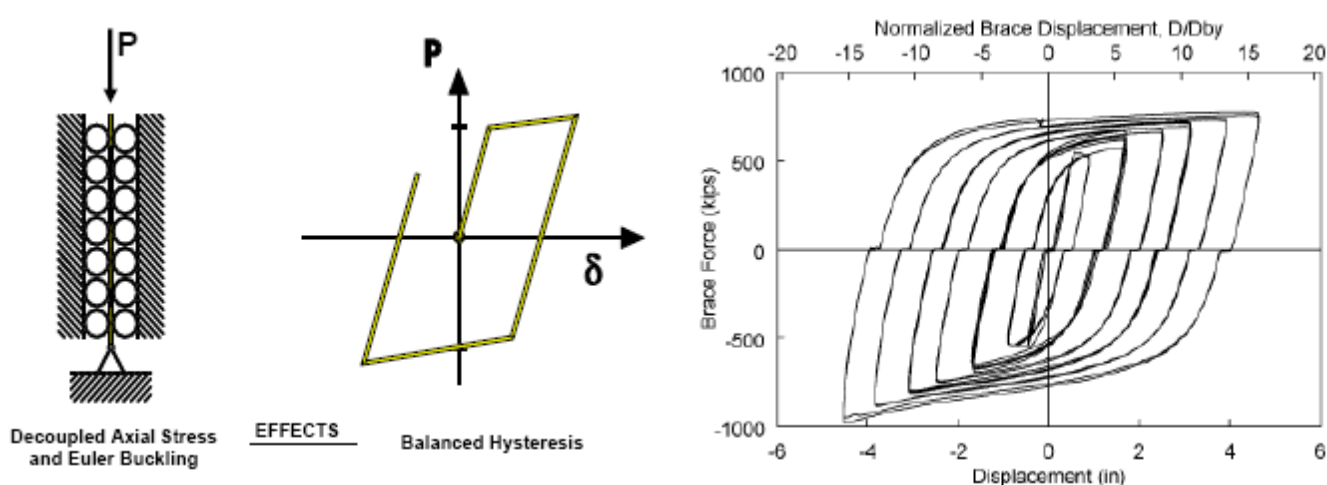 P
Decoupled Axial Stress
and Euler Buckling
EFFECTS
P
δ
Balanced Hysteresis
Normalized Brace Displacement, D/Dby
-20 -15 -10 -5 0 5 10 15 20
1000
500
0
-500
-1000
Brace Force (kips)
-6 -4 -2 0 2 4 6
Displacement (in)